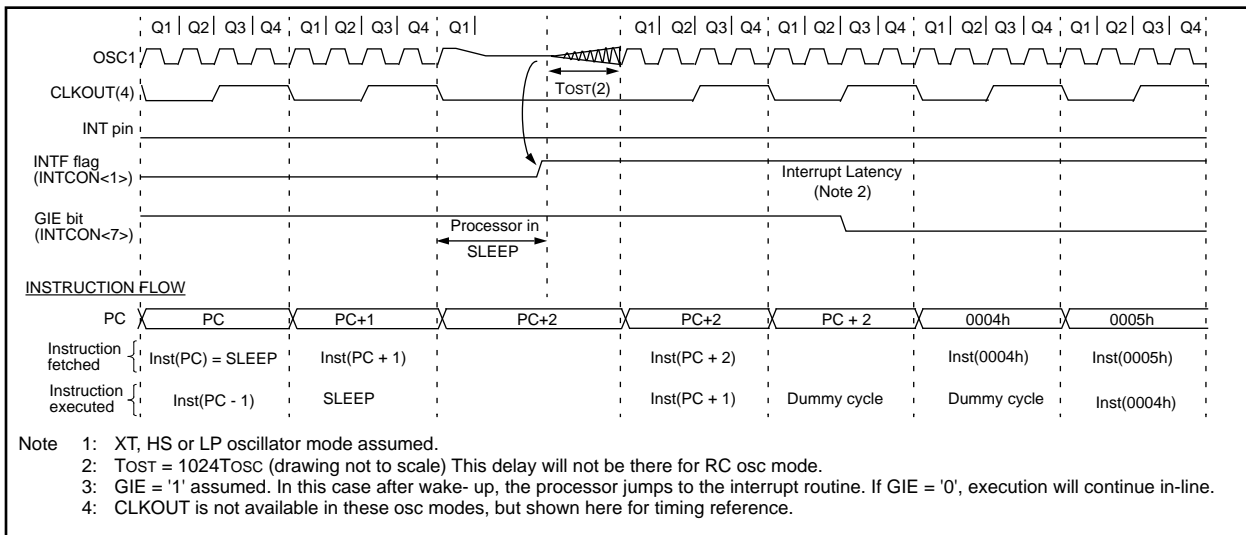 Q1 Q2 Q3 Q4 Q1 Q2 Q3 Q4 Q1 Q1 Q2 Q3 Q4 Q1 Q2 Q3 Q4 Q1 Q2 Q3 Q4 Q1 Q2 Q3 Q4
OSC1
TOST(2)
CLKOUT(4)
INT pin
INTF flag
(INTCON<1>)
Interrupt Latency
(Note 2)
GIE bit
(INTCON<7>)
Processor in
SLEEP
INSTRUCTION FLOW
PC PC PC+1 PC+2 PC+2 PC + 2 0004h 0005h
Instruction
fetched
Inst(PC) = SLEEP Inst(PC + 1) Inst(PC + 2) Inst(0004h) Inst(0005h)
Instruction
executed
Inst(PC - 1) SLEEP Inst(PC + 1) Dummy cycle Dummy cycle Inst(0004h)
Note 1: XT, HS or LP oscillator mode assumed.
2: TOST = 1024TOSC (drawing not to scale) This delay will not be there for RC osc mode.
3: GIE = '1' assumed. In this case after wake- up, the processor jumps to the interrupt routine. If GIE = '0', execution will continue in-line.
4: CLKOUT is not available in these osc modes, but shown here for timing reference.